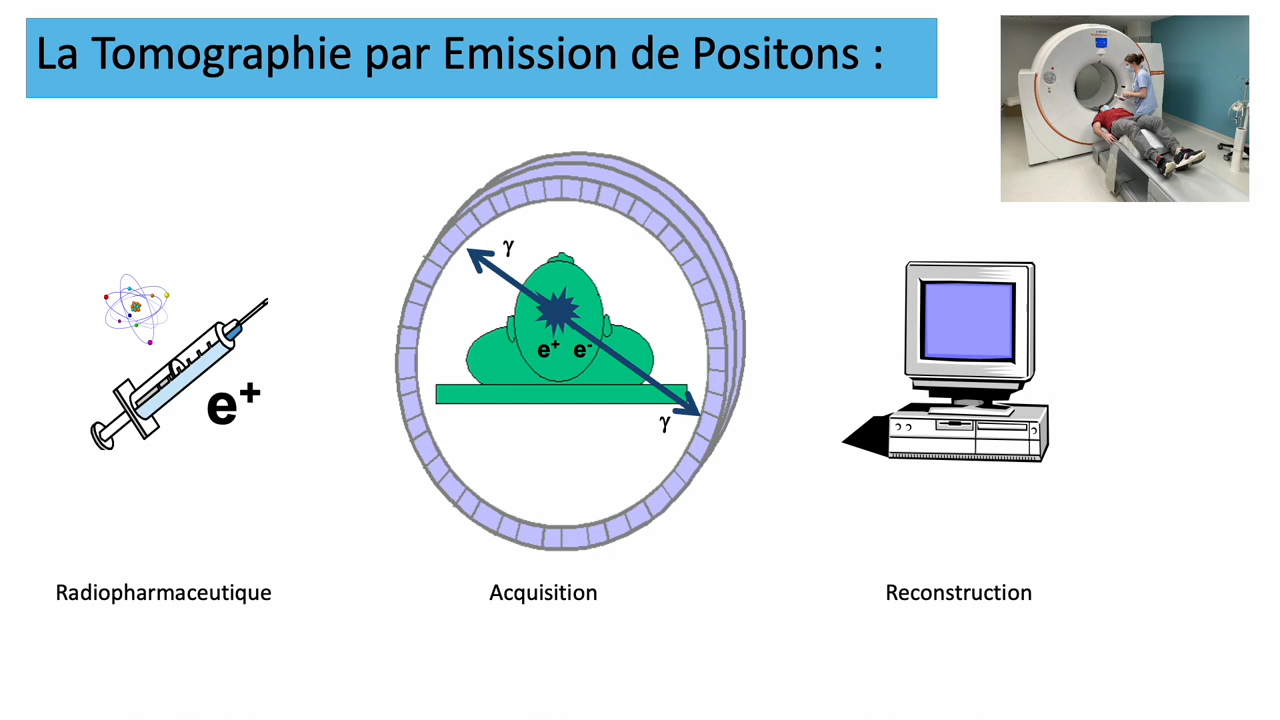 La Tomographie par Emission de Positons :
γ
e⁺ e⁻
e⁺
γ
Radiopharmaceutique
Acquisition
Reconstruction